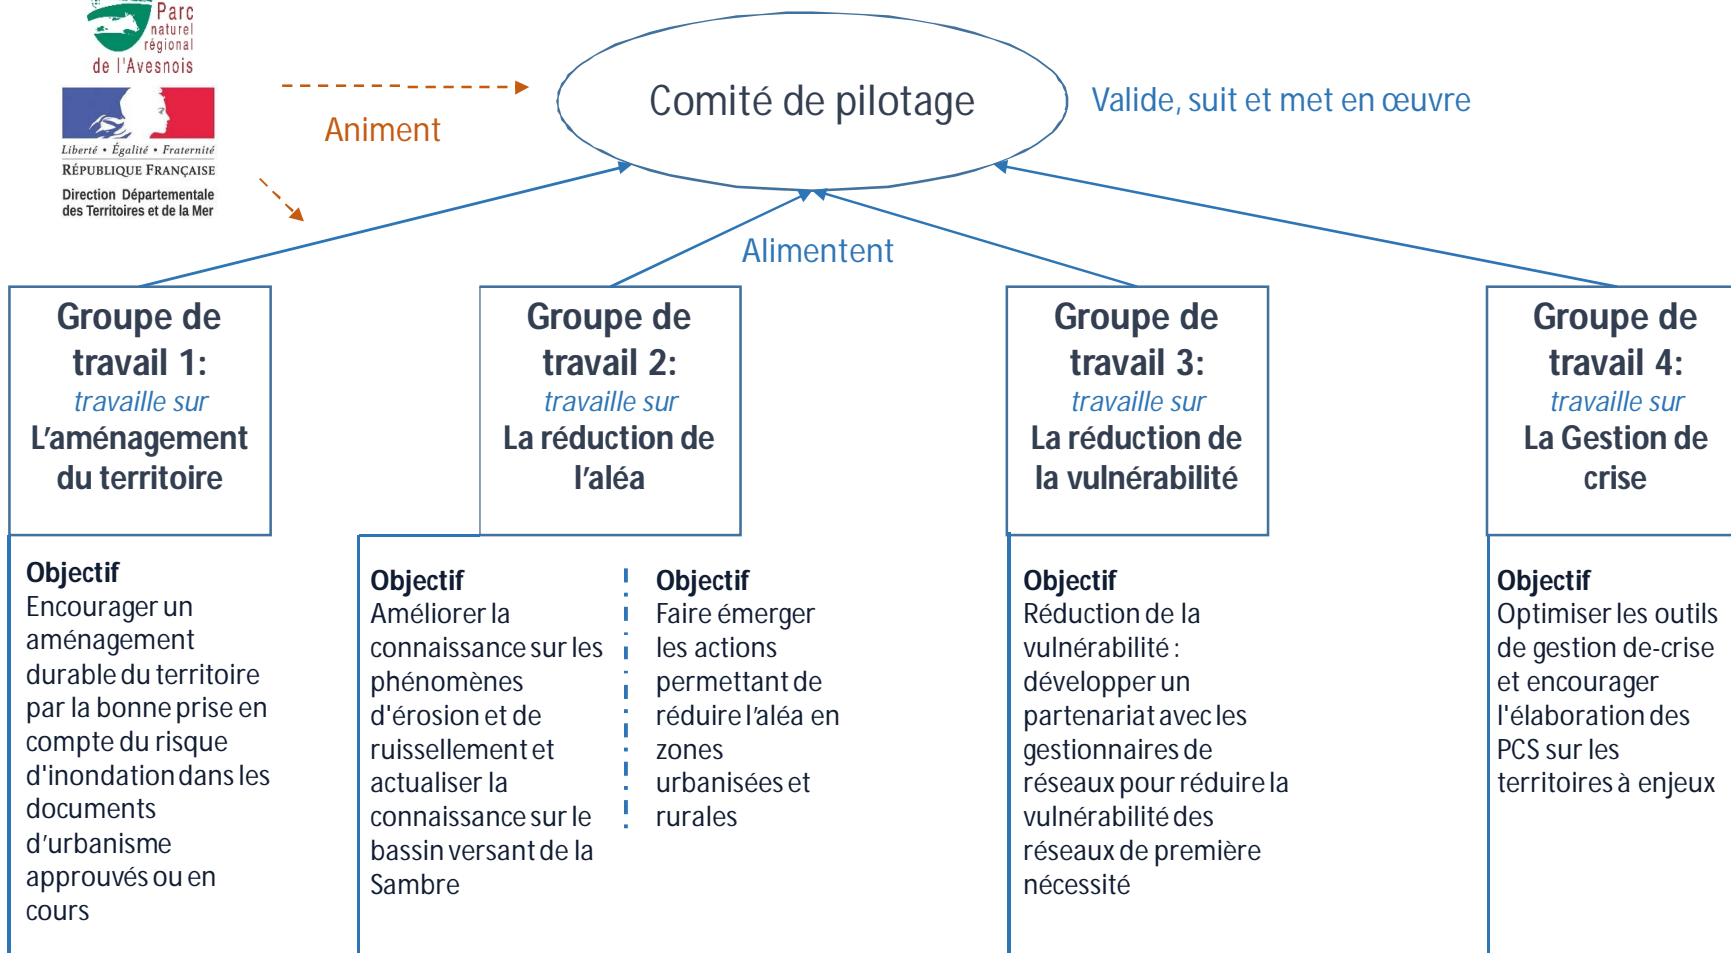 Parc
naturel
régional
de l'Avesnois
Liberté • Égalité • Fraternité
RÉPUBLIQUE FRANÇAISE
Direction Départementale
des Territoires et de la Mer
Animent
Comité de pilotage
Valide, suit et met en œuvre
Alimentent
Groupe de
travail 1:
travaille sur
L'aménagement
du territoire
Groupe de
travail 2:
travaille sur
La réduction de
l'aléa
Groupe de
travail 3:
travaille sur
La réduction de
la vulnérabilité
Groupe de
travail 4:
travaille sur
La Gestion de
crise
Objectif
Encourager un
aménagement
durable du territoire
par la bonne prise en
compte du risque
d'inondation dans les
documents
d'urbanisme
approuvés ou en
cours
Objectif
Améliorer la
connaissance sur les
phénomènes
d'érosion et de
ruissellement et
actualiser la
connaissance sur le
bassin versant de la
Sambre
Objectif
Faire émerger
les actions
permettant de
réduire l'aléa en
zones
urbanisées et
rurales
Objectif
Réduction de la
vulnérabilité :
développer un
partenariat avec les
gestionnaires de
réseaux pour réduire la
vulnérabilité des
réseaux de première
nécessité
Objectif
Optimiser les outils
de gestion de-crise
et encourager
l'élaboration des
PCS sur les
territoires à enjeux